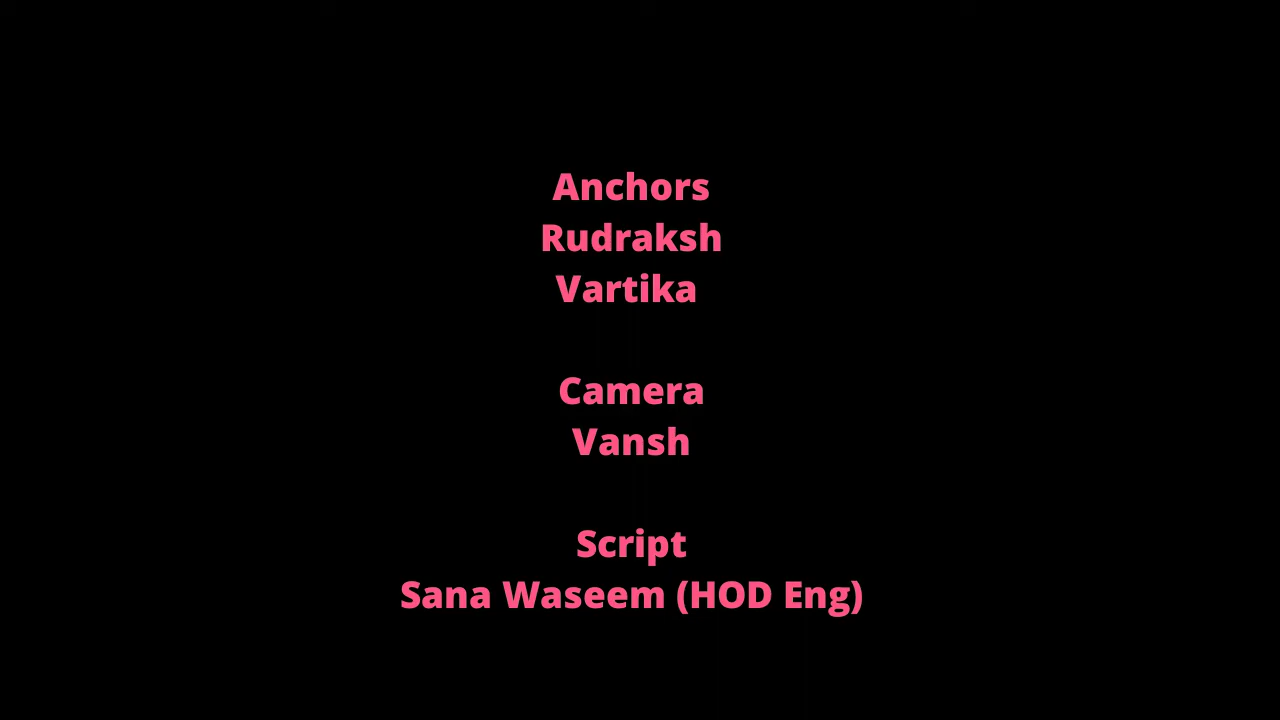 Anchors
Rudraksh
Vartika
Camera
Vansh
Script
Sana Waseem (HOD Eng)